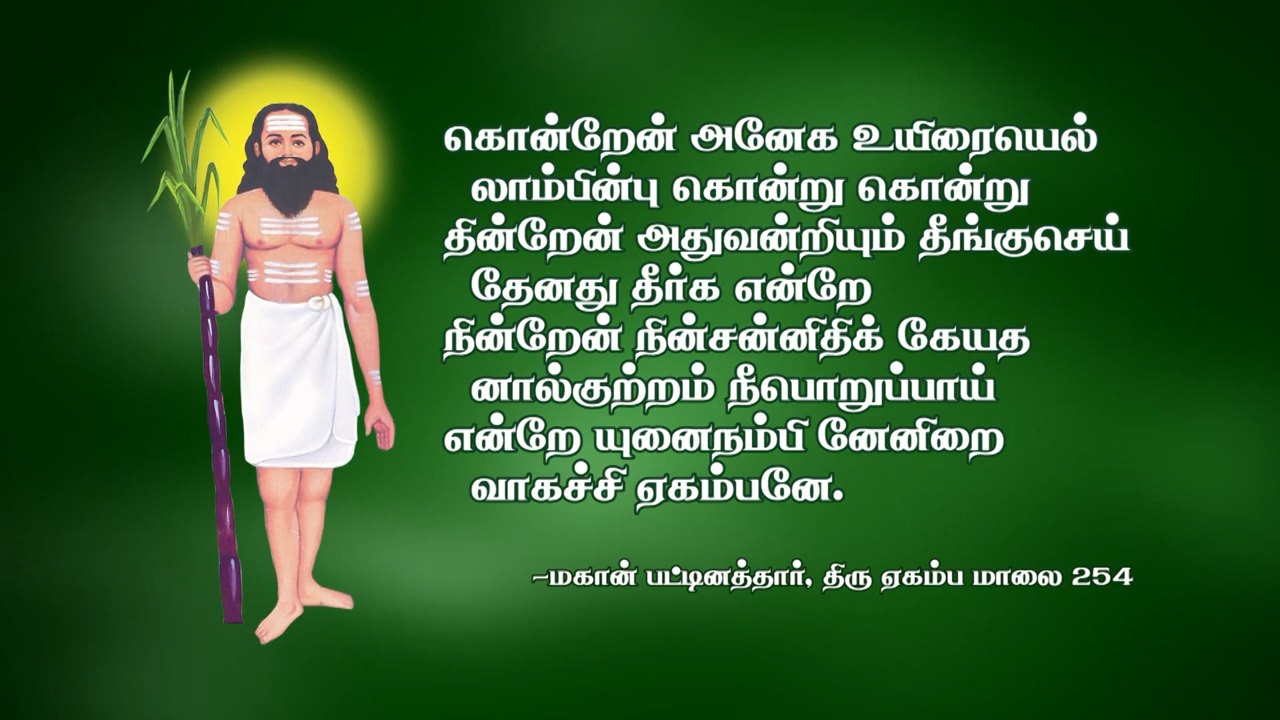 கொன்றேன் அனேக உயிரையெல்
லாம்பின்பு கொன்று கொன்று
தின்றேன் அதுவன்றியும் தீங்குசெய்
தேனது தீர்க என்றே
நின்றேன் நின்சன்னிதிக் கேயத
னால்குற்றம் நீபொறுப்பாய்
என்றே யுனைநம்பி னேனிறை
வாகச்சி ஏகம்பனே.
-மகான் பட்டினத்தார், திரு ஏகம்ப மாலை 254